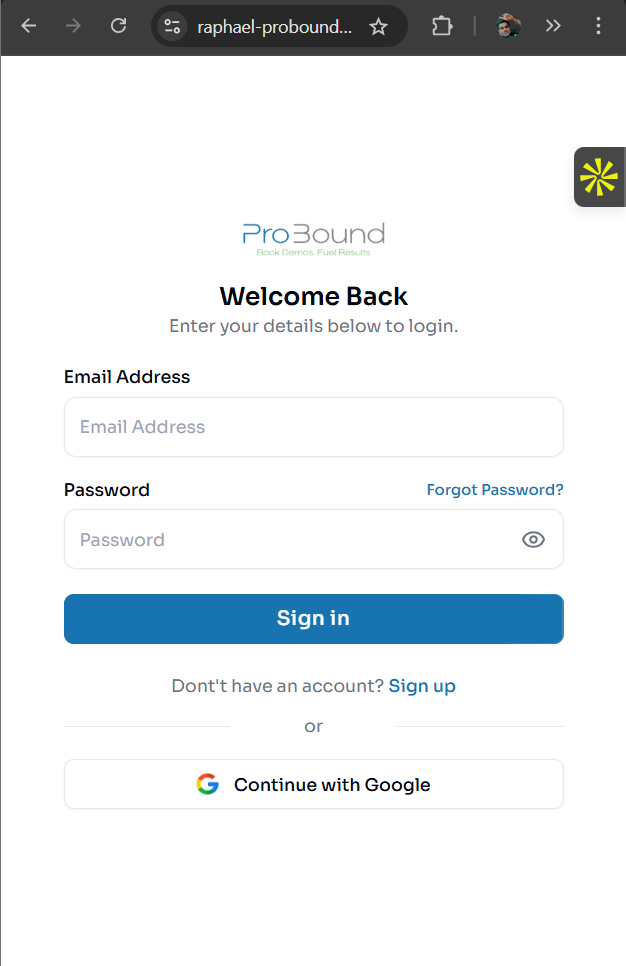 raphael-probound...
ProBound
Book Demos. Fuel Results
Welcome Back
Enter your details below to login.
Email Address
Email Address
Password
Forgot Password?
Password
Sign in
Dont't have an account? Sign up
or
Continue with Google